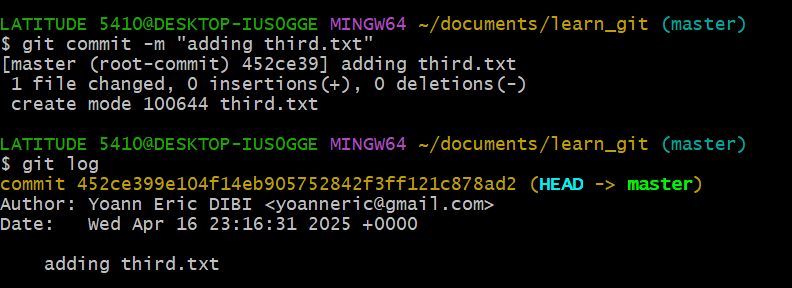 LATITUDE 5410@DESKTOP-IUSOGGE MINGW64 ~/documents/learn_git (master)
$ git commit -m "adding third.txt"
[master (root-commit) 452ce39] adding third.txt
 1 file changed, 0 insertions(+), 0 deletions(-)
 create mode 100644 third.txt

LATITUDE 5410@DESKTOP-IUSOGGE MINGW64 ~/documents/learn_git (master)
$ git log
commit 452ce399e104f14eb905752842f3ff121c878ad2 (HEAD -> master)
Author: Yoann Eric DIBI <yoanneric@gmail.com>
Date:   Wed Apr 16 23:16:31 2025 +0000

    adding third.txt